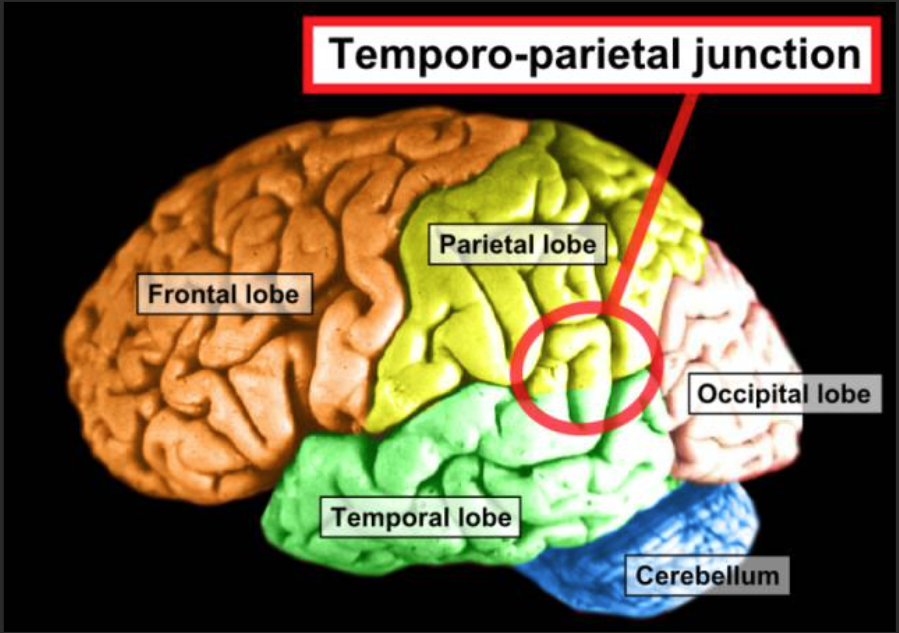 Temporo-parietal junction
Parietal lobe
Frontal lobe
Occipital lobe
Temporal lobe
Cerebellum